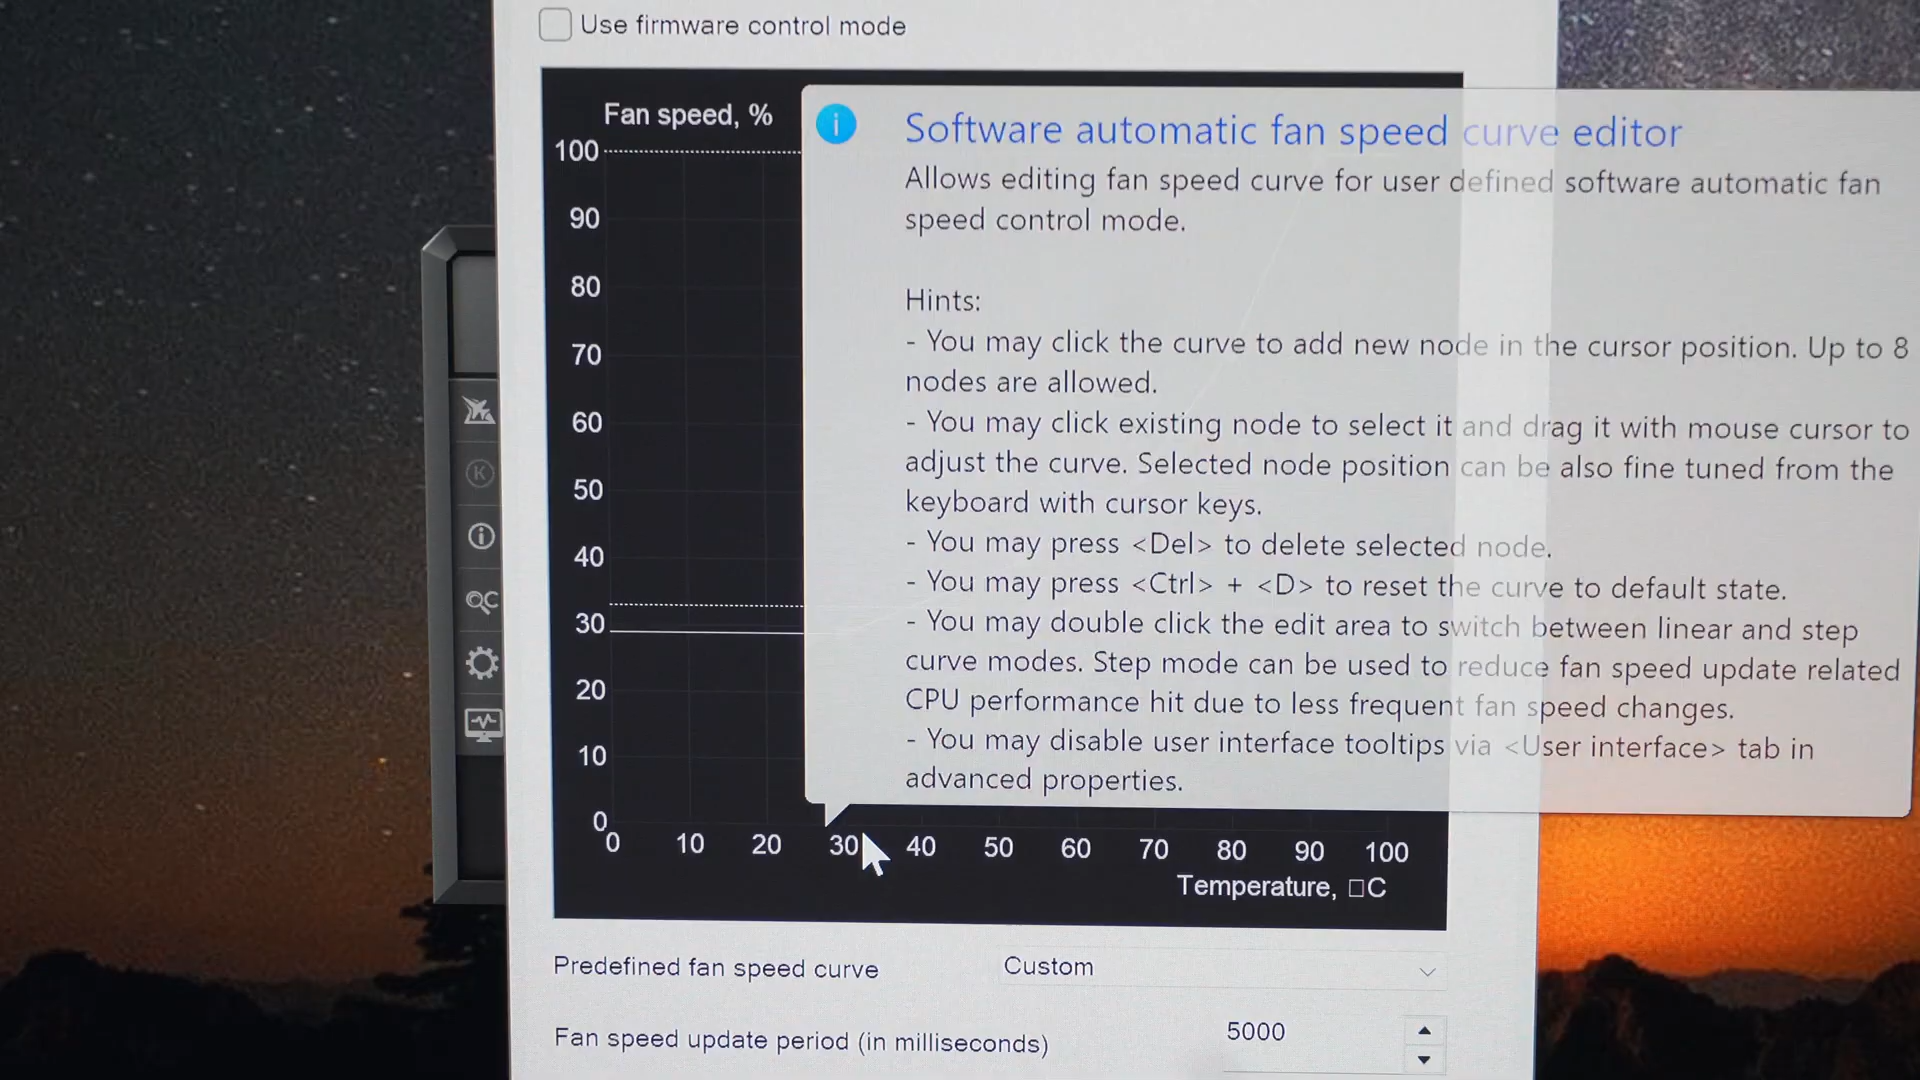 Use firmware control mode
Fan speed, %
100
90
80
70
60
50
40
30
20
10
0
0 10 20 30 40 50 60 70 80 90 100
Temperature, □C
Software automatic fan speed curve editor
Allows editing fan speed curve for user defined software automatic fan
speed control mode.
Hints:
- You may click the curve to add new node in the cursor position. Up to 8
nodes are allowed.
- You may click existing node to select it and drag it with mouse cursor to
adjust the curve. Selected node position can be also fine tuned from the
keyboard with cursor keys.
- You may press <Del> to delete selected node.
- You may press <Ctrl> + <D> to reset the curve to default state.
- You may double click the edit area to switch between linear and step
curve modes. Step mode can be used to reduce fan speed update related
CPU performance hit due to less frequent fan speed changes.
- You may disable user interface tooltips via <User interface> tab in
advanced properties.
K
Predefined fan speed curve Custom
Fan speed update period (in milliseconds) 5000